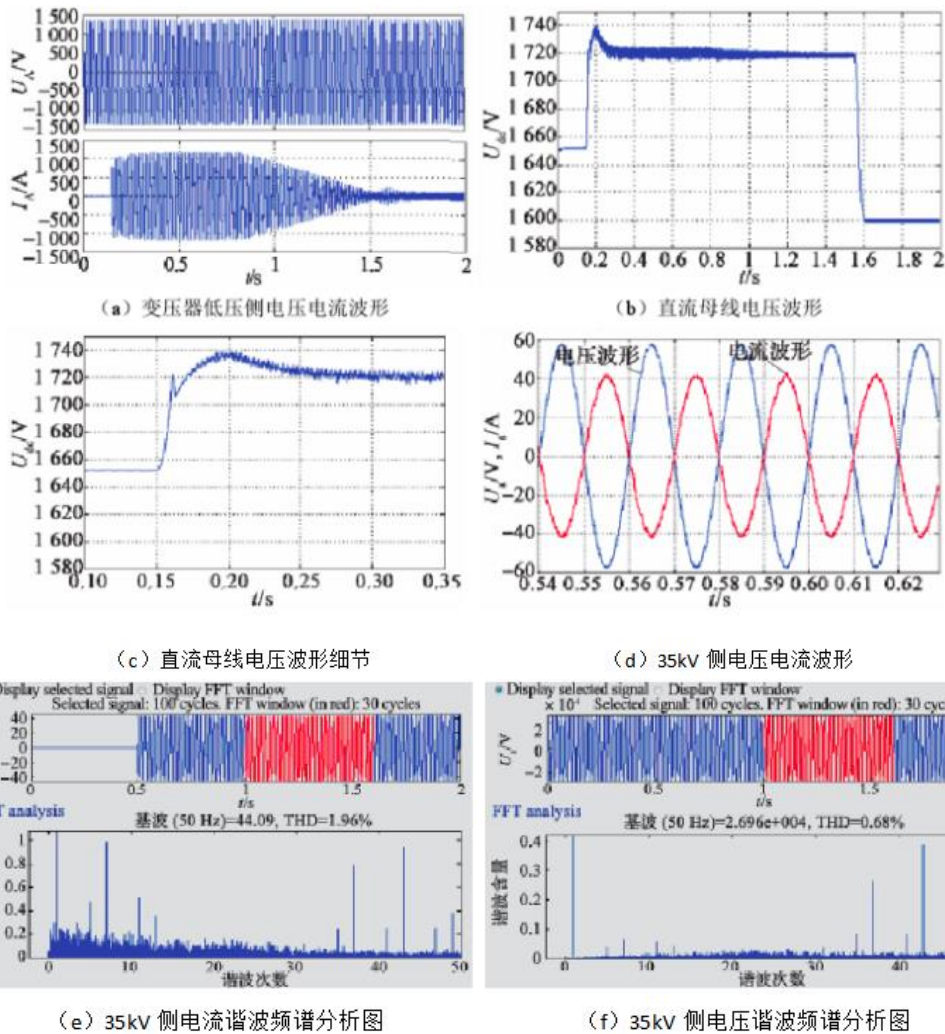 1 500
1 000
500
0
−500
−1 000
−1 500
U_A/V
1 500
1 000
500
0
−500
−1 000
−1 500
I_A/A
0 0.5 1 1.5 2
t/s
(a) 变压器低压侧电压电流波形
1 740
1 720
1 700
1 680
1 660
1 640
1 620
1 600
1 580
U_dc/V
0 0.2 0.4 0.6 0.8 1 1.2 1.4 1.6 1.8 2
t/s
(b) 直流母线电压波形
1 740
1 720
1 700
1 680
1 660
1 640
1 620
1 600
1 580
U_dc/V
0.10 0.15 0.20 0.25 0.30 0.35
t/s
(c) 直流母线电压波形细节
60
40
20
0
−20
−40
−60
电压波形 电流波形
0.54 0.55 0.56 0.57 0.58 0.59 0.60 0.61 0.62
t/s
(d) 35kV 侧电压电流波形
Display selected signal Display FFT window
Selected signal: 100 cycles. FFT window (in red): 30 cycles
40
20
0
−20
−40
0 0.5 1 1.5 2
t/s
T analysis
基波 (50 Hz)=44.09, THD=1.96%
1
0.8
0.6
0.4
0.2
0
0 10 20 30 40 50
谐波次数
(e) 35kV 侧电流谐波频谱分析图
Display selected signal Display FFT window
× 10⁴ Selected signal: 100 cycles. FFT window (in red): 30 cyc
2
0
−2
0 0.5 1 1.5
t/s
FFT analysis
基波 (50 Hz)=2.696e+004, THD=0.68%
0.4
0.3
0.2
0.1
0
谐波含量
0 10 20 30 40
谐波次数
(f) 35kV 侧电压谐波频谱分析图